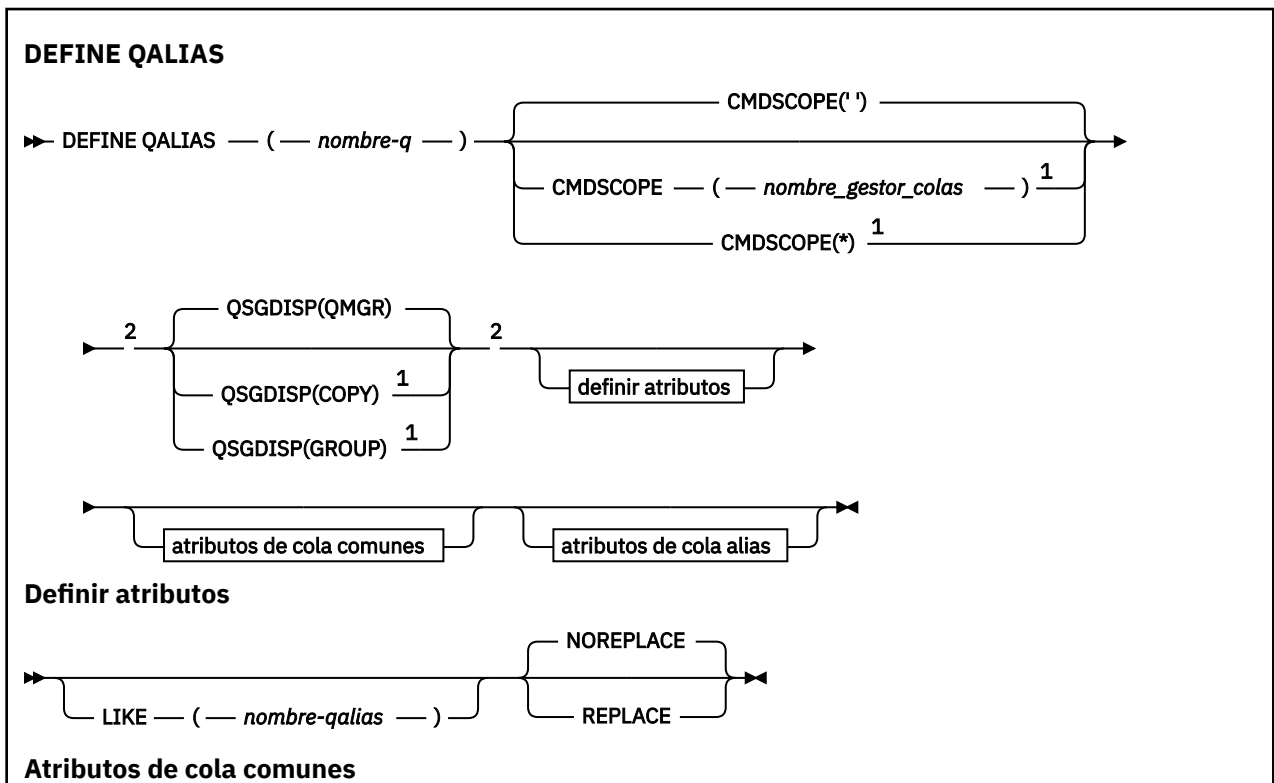 DEFINE QALIAS
CMDSCOPE(' ')
DEFINE QALIAS ( nombre-q )
CMDSCOPE ( nombre_gestor_colas ) 1
CMDSCOPE(*) 1
QSGDISP(QMGR)
2 2
QSGDISP(COPY) 1
definir atributos
QSGDISP(GROUP) 1
atributos de cola comunes atributos de cola alias
Definir atributos
NOREPLACE
LIKE ( nombre-qalias ) REPLACE
Atributos de cola comunes